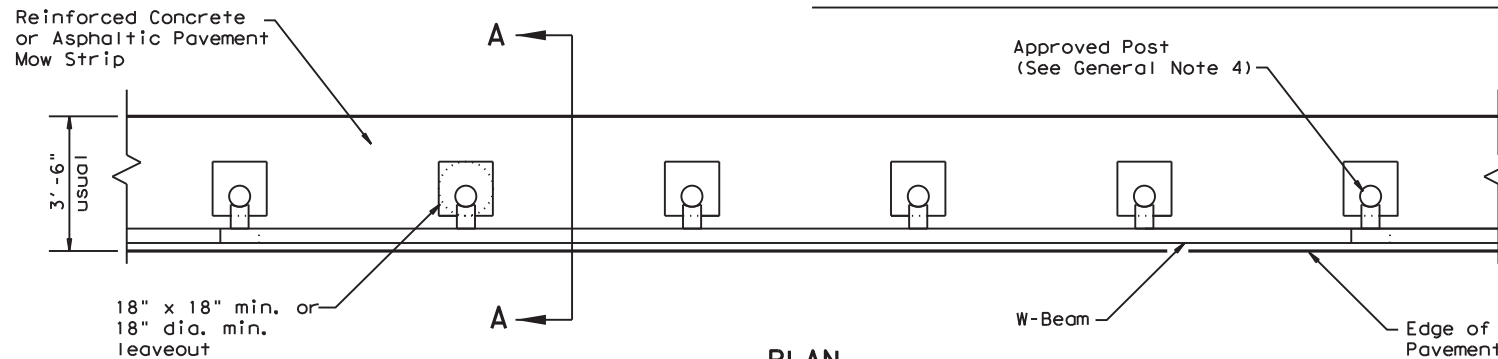 Reinforced Concrete
or Asphaltic Pavement
Mow Strip
A
Approved Post
(See General Note 4)
3'-6"
usual
18" x 18" min. or
18" dia. min.
leaveout
A
W-Beam
Edge of
Pavement
PLAN